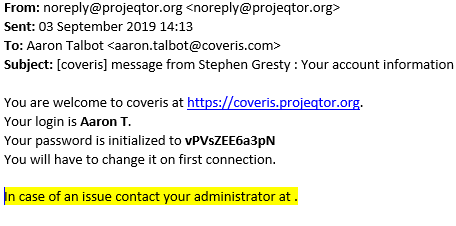 From: noreply@projeqtor.org <noreply@projeqtor.org>
Sent: 03 September 2019 14:13
To: Aaron Talbot <aaron.talbot@coveris.com>
Subject: [coveris] message from Stephen Gresty : Your account information
You are welcome to coveris at https://coveris.projeqtor.org.
Your login is Aaron T.
Your password is initialized to vPVsZEE6a3pN
You will have to change it on first connection.
In case of an issue contact your administrator at .